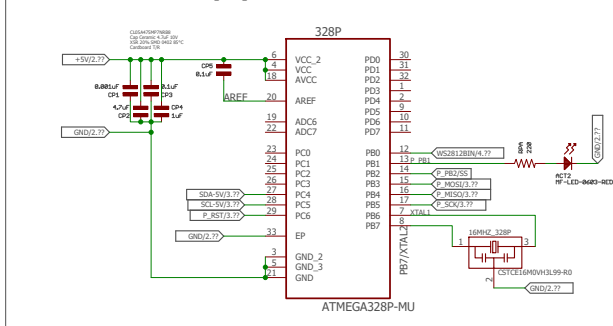 C1O5A475MP7NRBB
Cap Ceramic 4.7uF 10V
X5R 20% SMD 0402 85°C
Cardboard T/R
328P
+5V/2.??
0.001uF
CP1
0.1uF
CP3
4.7uF
CP2
CP4
1uF
CP5
0.1uF
AREF
GND/2.??
6 VCC_2
4 VCC
18 AVCC
20 AREF
19 ADC6
22 ADC7
23 PC0
24 PC1
25 PC2
26 PC3
SDA-5V/3.?? 27 PC4
SCL-5V/3.?? 28 PC5
P_RST/3.?? 29 PC6
GND/2.?? 33 EP
3 GND_2
5 GND_3
21 GND
PD0 30
PD1 31
PD2 32
PD3 1
PD4 2
PD5 9
PD6 10
PD7 11
PB0 12 WS2812BIN/4.??
PB1 13 P_PB1
PB2 14 P_PB2/SS
PB3 15 P_MOSI/3.??
PB4 16 P_MISO/3.??
PB5 17 P_SCK/3.??
PB6 7 XTAL1
PB7 8
PB7/XTAL2
RPA
220
ACT2
MF-LED-0603-RED
GND/2.??
16MHZ_328P
1
3
2
CSTCE16M0VH3L99-R0
GND/2.??
ATMEGA328P-MU